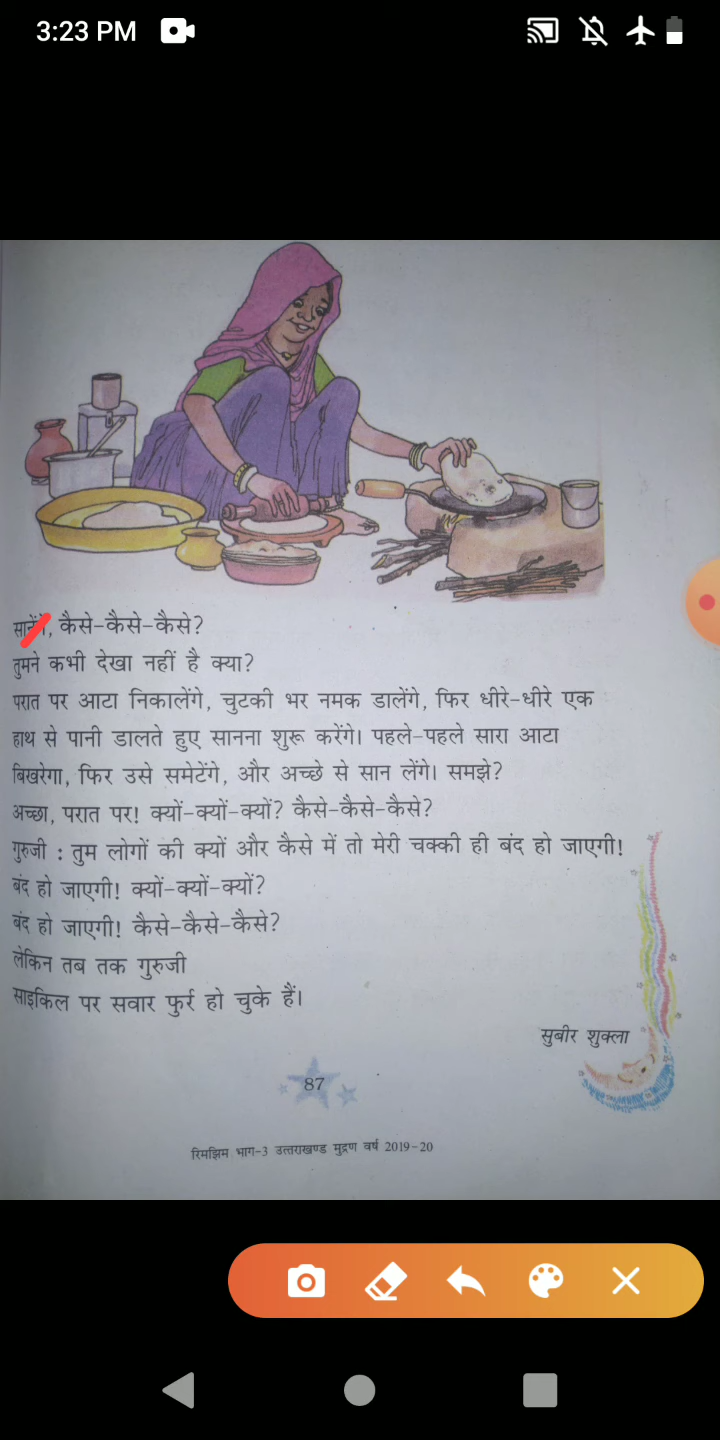 3:23 PM
सानेंगे, कैसे-कैसे-कैसे?
तुमने कभी देखा नहीं है क्या?
परात पर आटा निकालेंगे, चुटकी भर नमक डालेंगे, फिर धीरे-धीरे एक
हाथ से पानी डालते हुए सानना शुरू करेंगे। पहले-पहले सारा आटा
बिखरेगा, फिर उसे समेटेंगे, और अच्छे से सान लेंगे। समझे?
अच्छा, परात पर! क्यों-क्यों-क्यों? कैसे-कैसे-कैसे?
गुरुजी : तुम लोगों की क्यों और कैसे में तो मेरी चक्की ही बंद हो जाएगी!
बंद हो जाएगी! क्यों-क्यों-क्यों?
बंद हो जाएगी! कैसे-कैसे-कैसे?
लेकिन तब तक गुरुजी
साइकिल पर सवार फुर्र हो चुके हैं।
सुबीर शुक्ला
87
रिमझिम भाग-3 उत्तराखण्ड मुद्रण वर्ष 2019-20